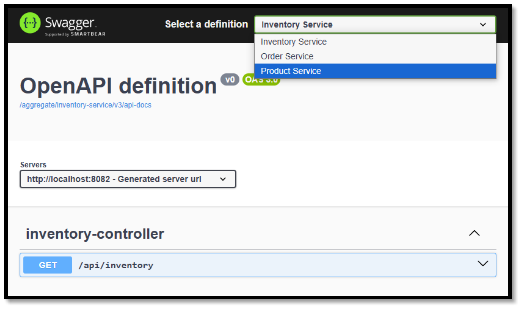 Swagger.
Supported by SMARTBEAR
Select a definition
Inventory Service
Inventory Service
Order Service
Product Service
OpenAPI definition v0 OAS 3.0
/aggregate/inventory-service/v3/api-docs
Servers
http://localhost:8082 - Generated server url
inventory-controller
GET /api/inventory